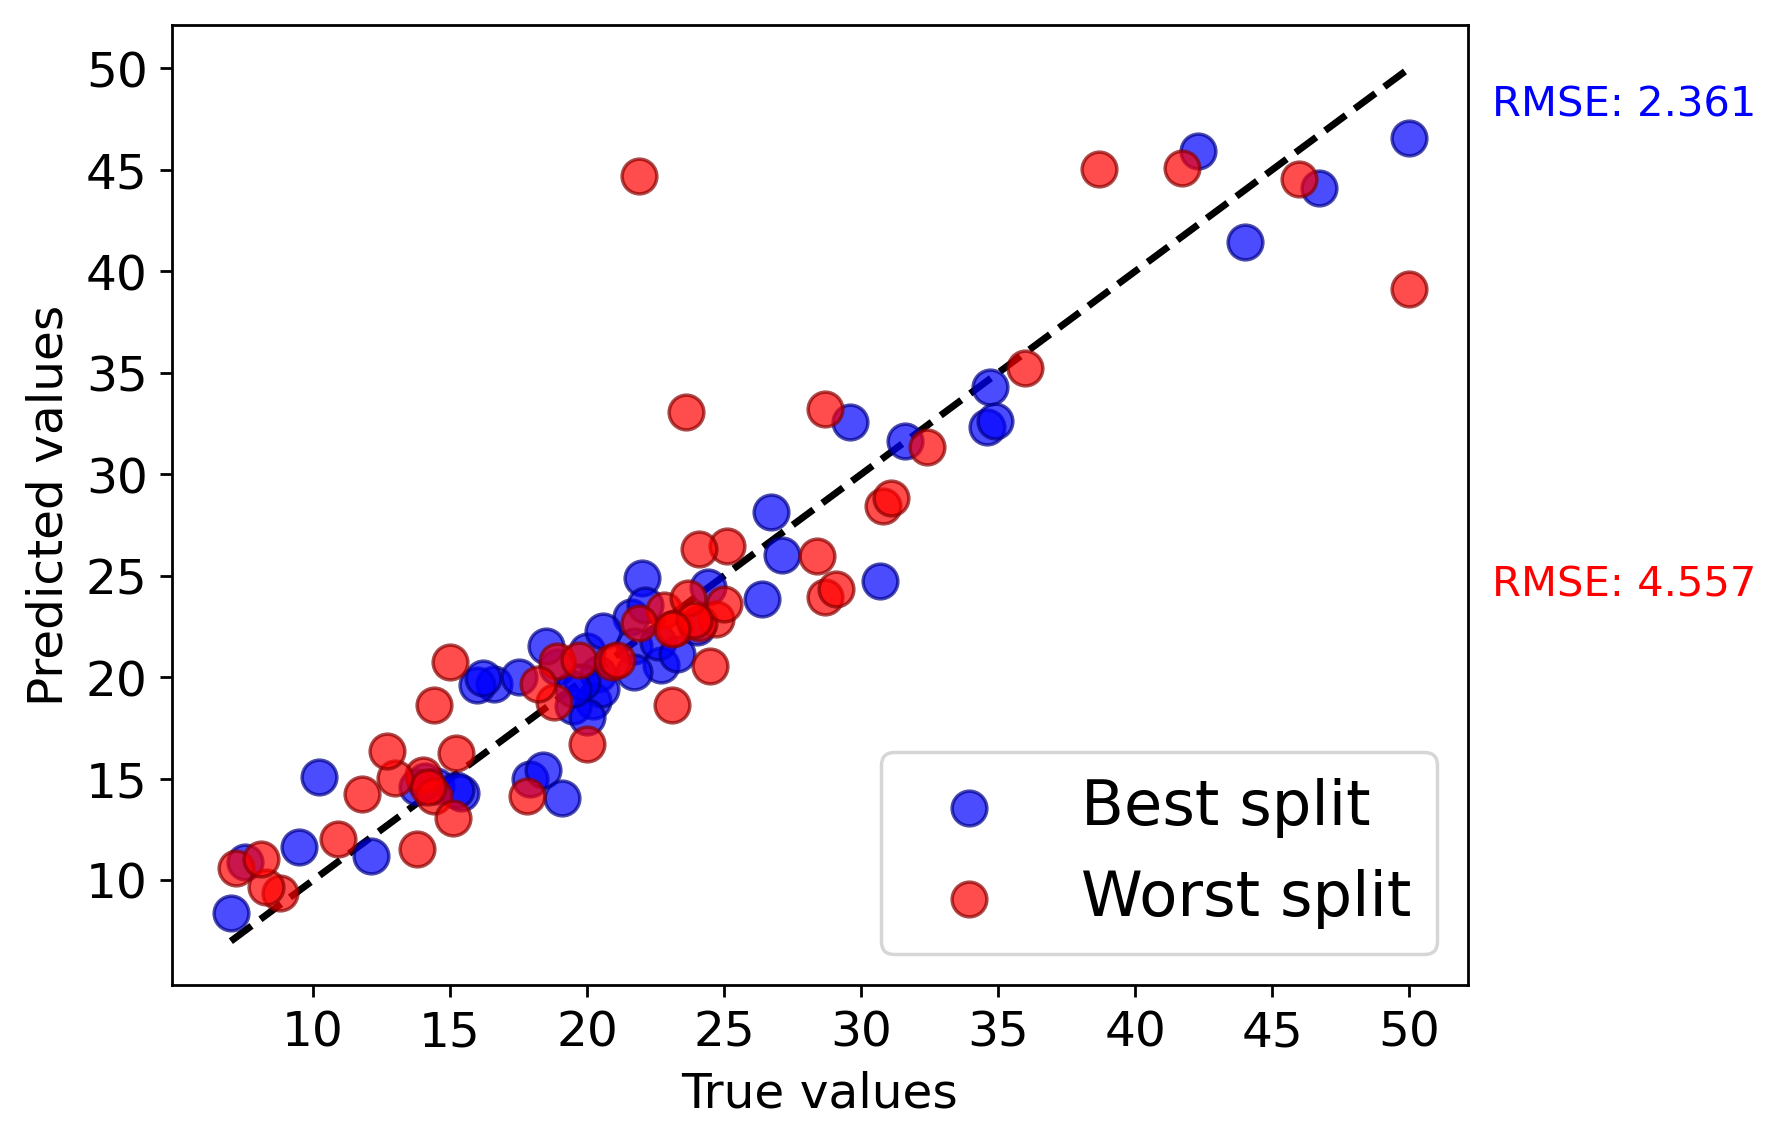 50
45
40
35
30
25
20
15
10
Predicted values
10 15 20 25 30 35 40 45 50
True values
Best split
Worst split
RMSE: 2.361
RMSE: 4.557